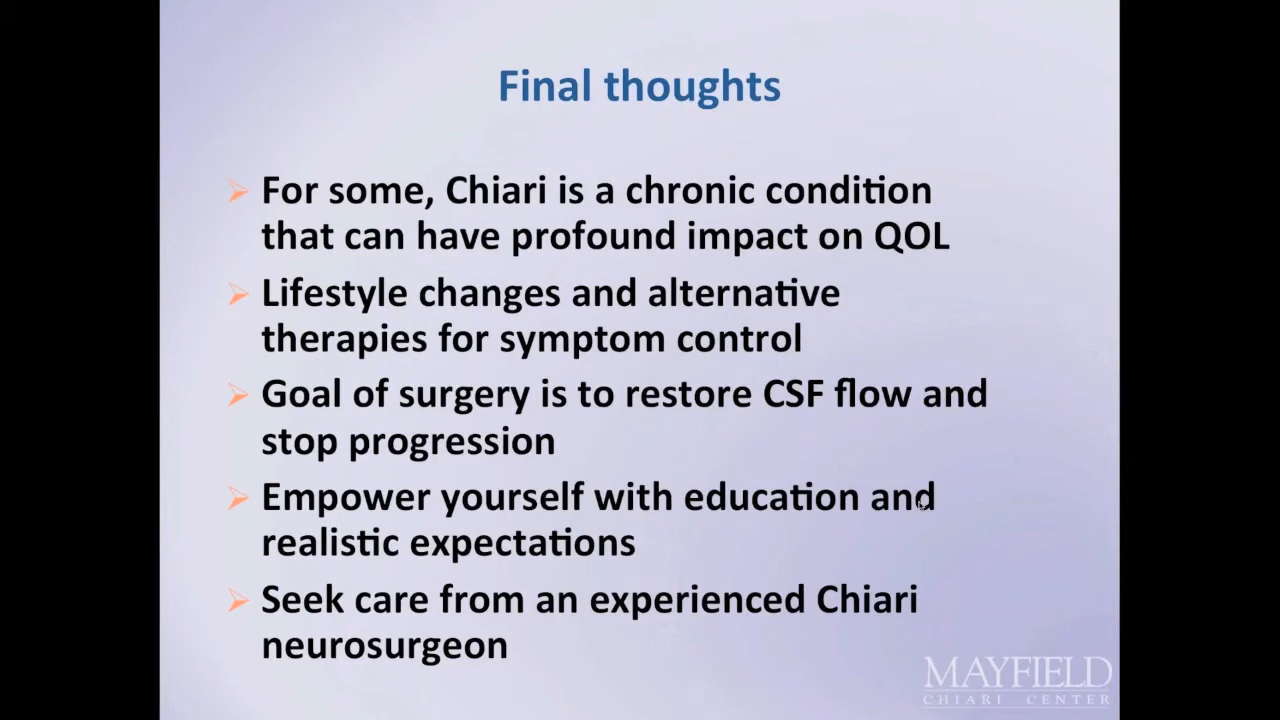 Final thoughts
For some, Chiari is a chronic condition
that can have profound impact on QOL
Lifestyle changes and alternative
therapies for symptom control
Goal of surgery is to restore CSF flow and
stop progression
Empower yourself with education and
realistic expectations
Seek care from an experienced Chiari
neurosurgeon
MAYFIELD
CHIARI CENTER